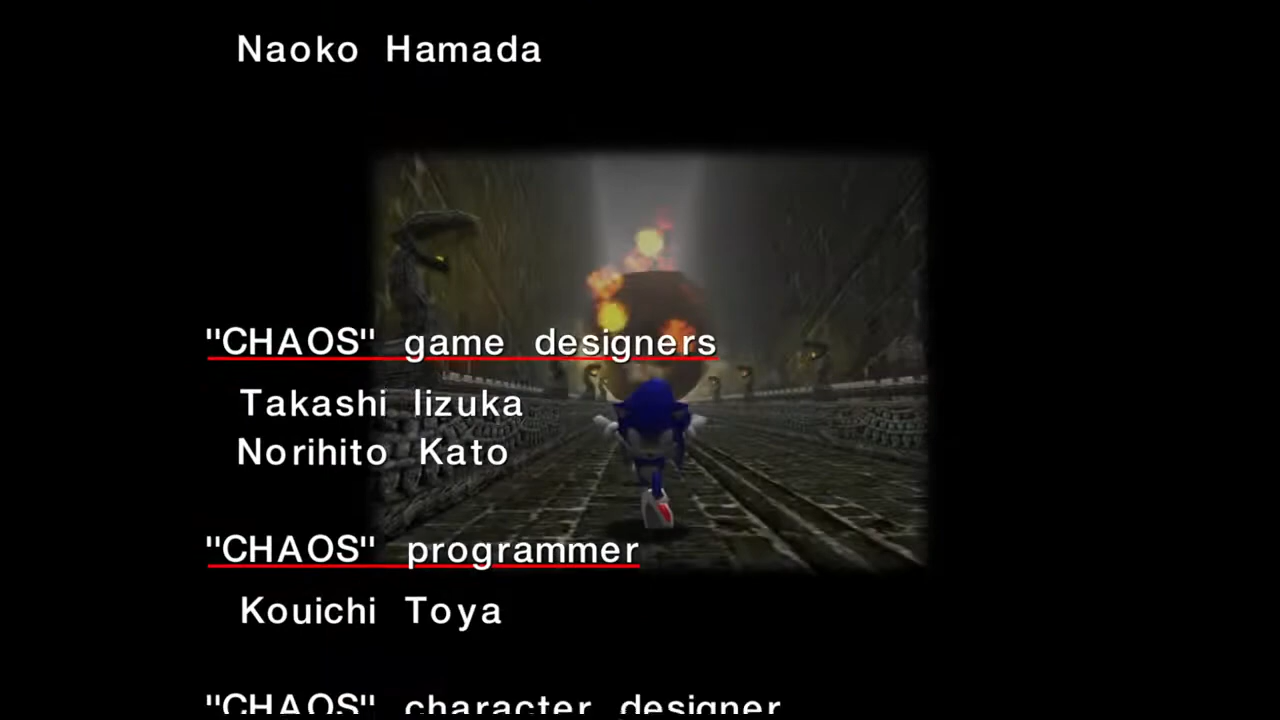 Naoko Hamada
"CHAOS" game designers
Takashi Iizuka
Norihito Kato
"CHAOS" programmer
Kouichi Toya
"CHAOS" character designer